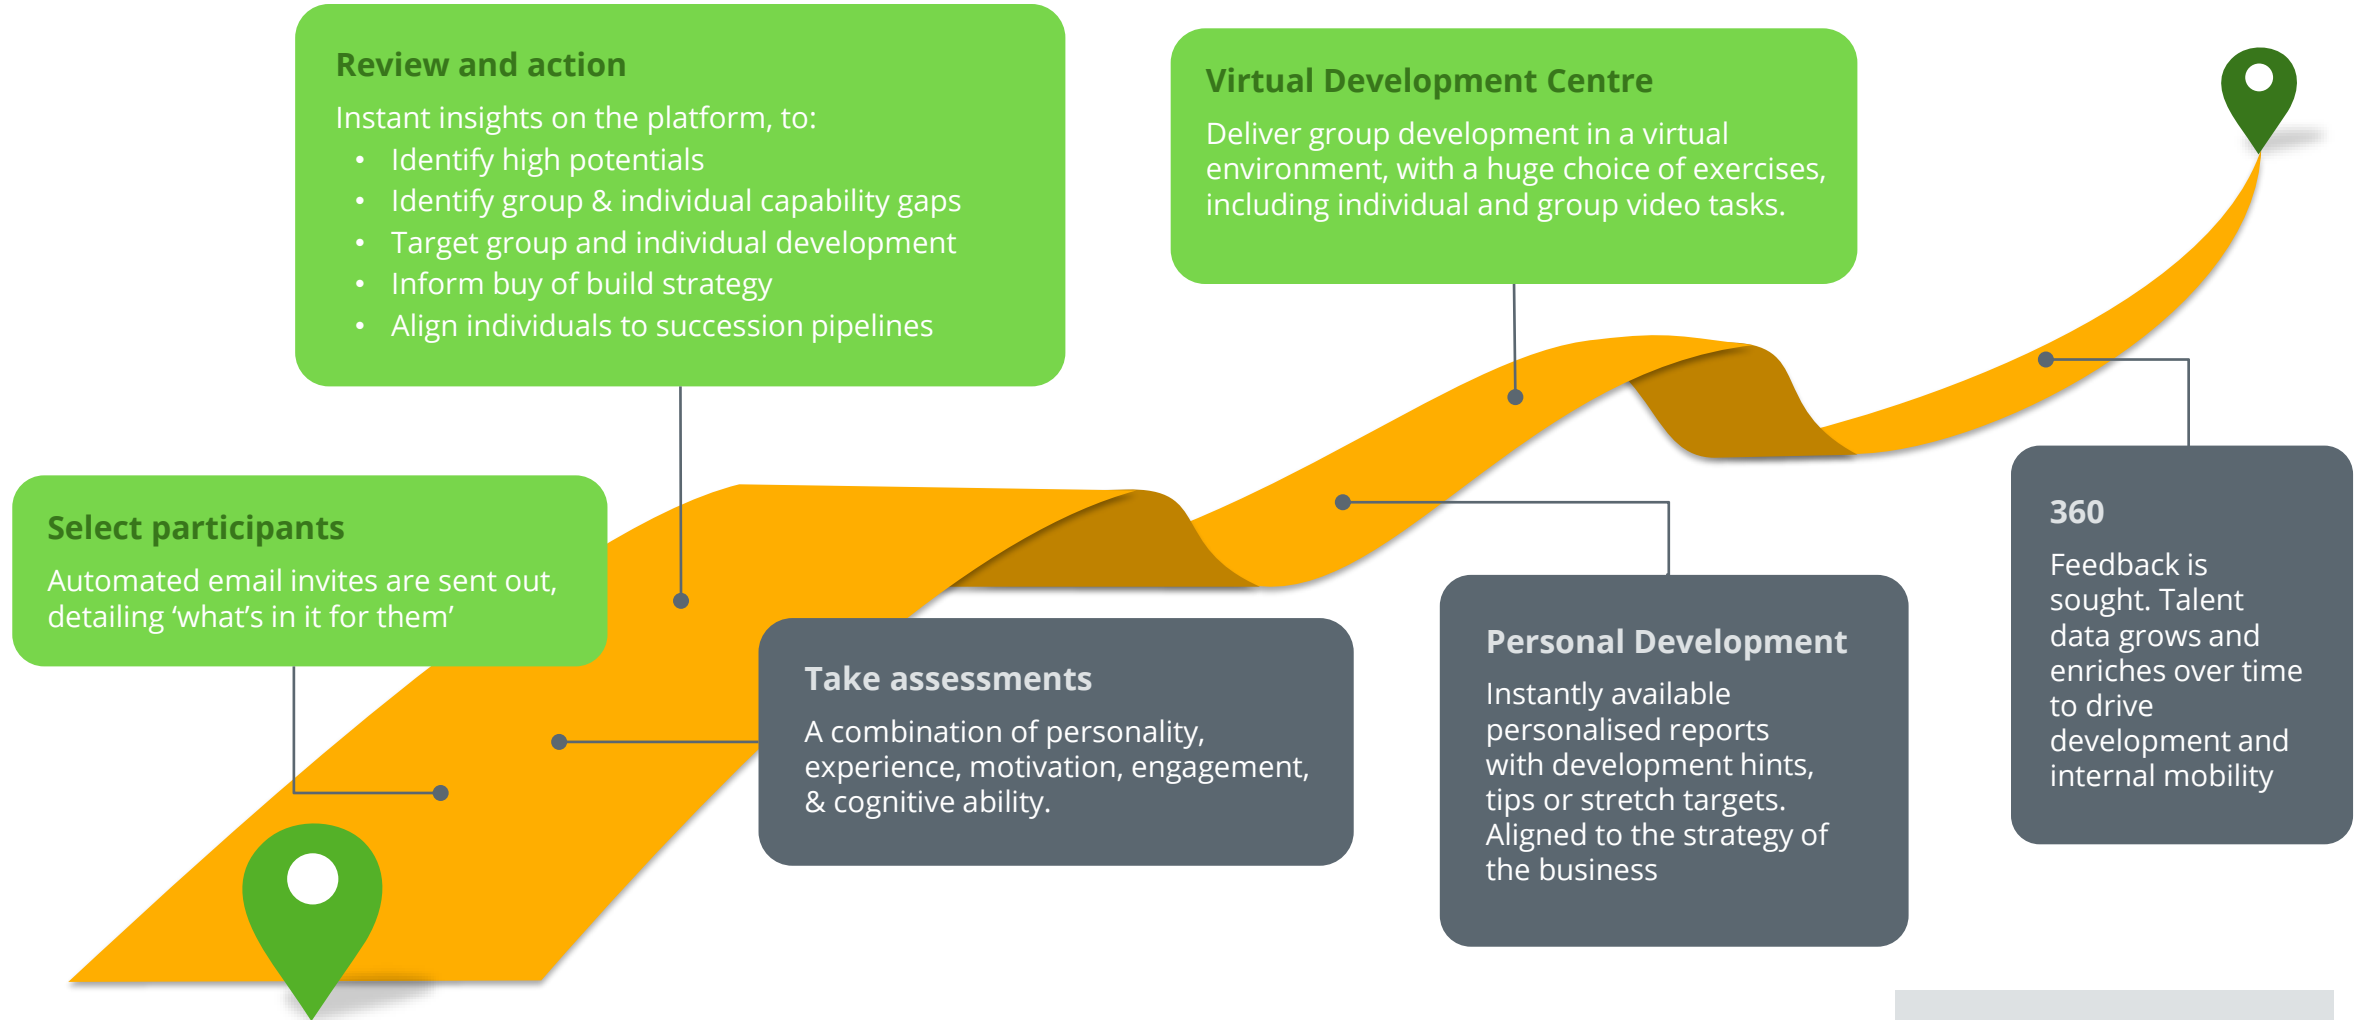 Review and action
Instant insights on the platform, to:
• Identify high potentials
• Identify group & individual capability gaps
• Target group and individual development
• Inform buy of build strategy
• Align individuals to succession pipelines
Virtual Development Centre
Deliver group development in a virtual
environment, with a huge choice of exercises,
including individual and group video tasks.
Select participants
Automated email invites are sent out,
detailing ‘what’s in it for them’
Take assessments
A combination of personality,
experience, motivation, engagement,
& cognitive ability.
Personal Development
Instantly available
personalised reports
with development hints,
tips or stretch targets.
Aligned to the strategy of
the business
360
Feedback is
sought. Talent
data grows and
enriches over time
to drive
development and
internal mobility